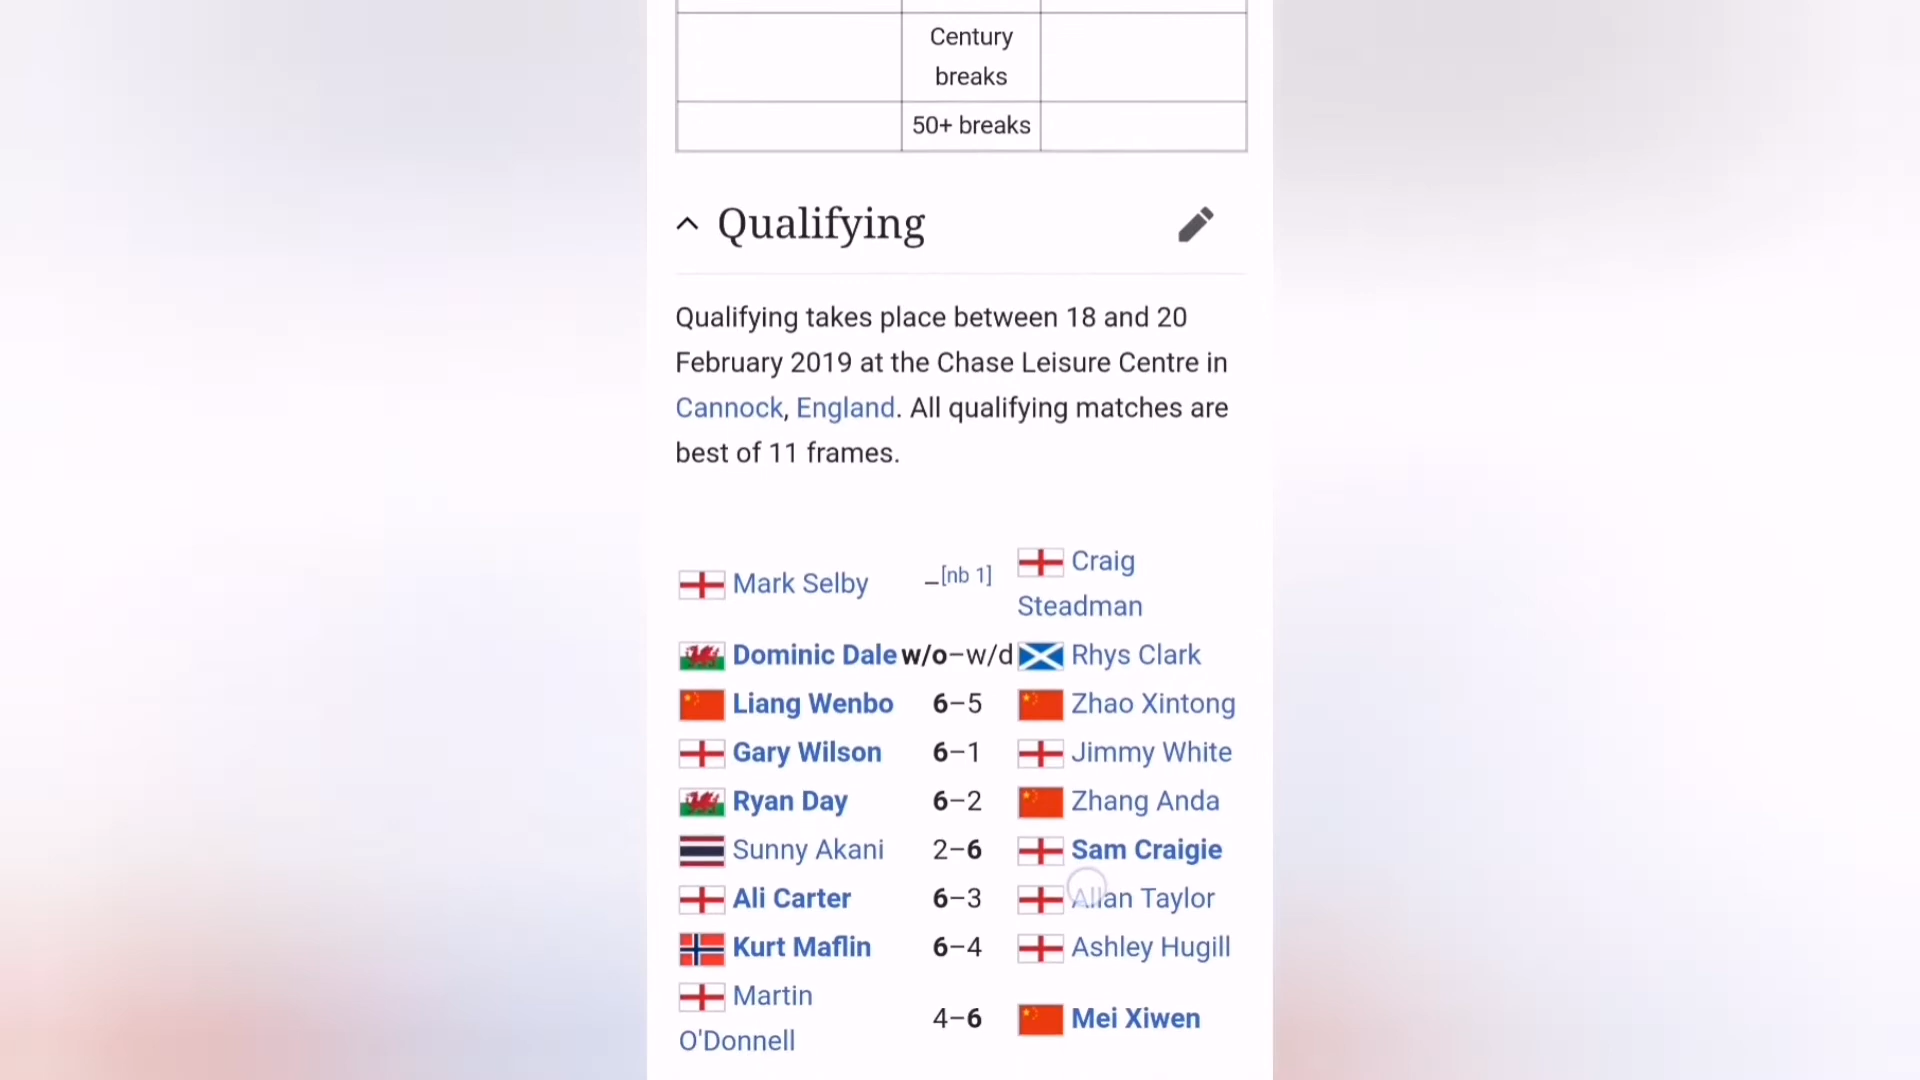 Century
breaks
50+ breaks
Qualifying
Qualifying takes place between 18 and 20
February 2019 at the Chase Leisure Centre in
Cannock, England. All qualifying matches are
best of 11 frames.
Mark Selby –[nb 1] Craig
Steadman
Dominic Dale w/o–w/d Rhys Clark
Liang Wenbo 6–5 Zhao Xintong
Gary Wilson 6–1 Jimmy White
Ryan Day 6–2 Zhang Anda
Sunny Akani 2–6 Sam Craigie
Ali Carter 6–3 Allan Taylor
Kurt Maflin 6–4 Ashley Hugill
Martin
O'Donnell 4–6 Mei Xiwen